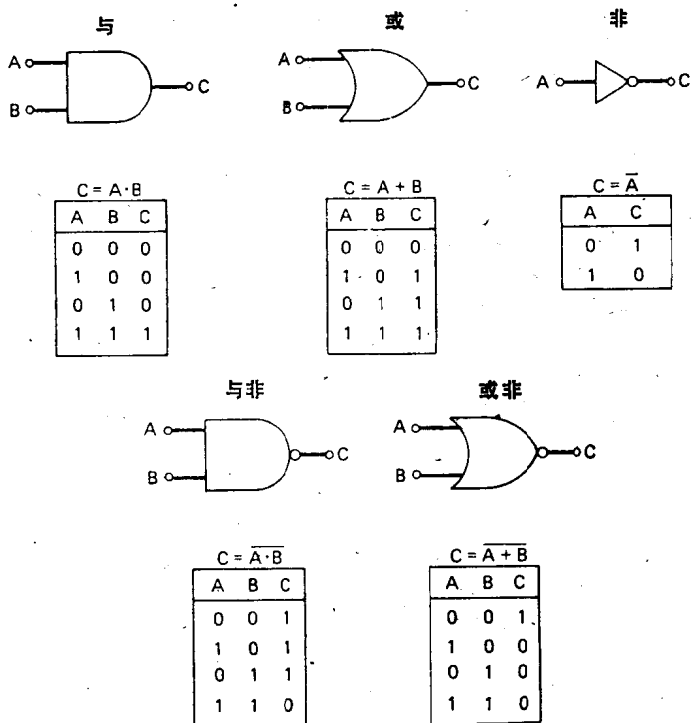 与 或 非
A A
C C A C
B B
C = A·B C = A + B C = A̅
A B C A B C A C
0 0 0 0 0 0 0 1
1 0 0 1 0 1 1 0
0 1 0 0 1 1
1 1 1 1 1 1
与非 或非
A A
C C
B B
C = \overline{A·B} C = \overline{A + B}
A B C A B C
0 0 1 0 0 1
1 0 1 1 0 0
0 1 1 0 1 0
1 1 0 1 1 0